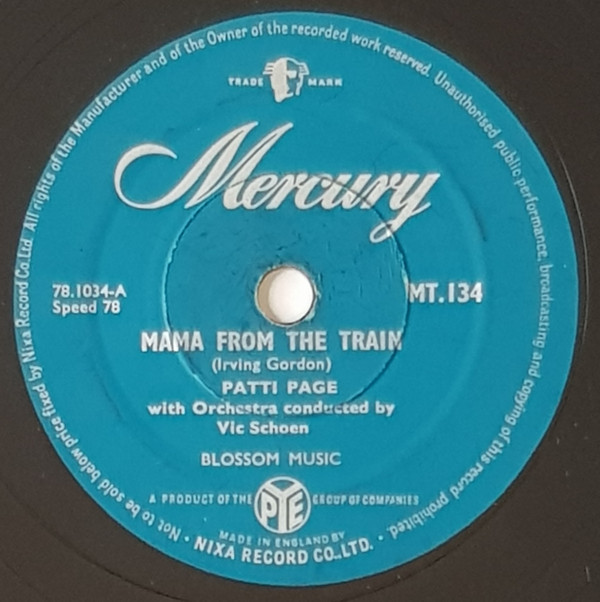 TRADE MARK
Mercury
78.1034-A
Speed 78
MT.134
MAMA FROM THE TRAIN
(Irving Gordon)
PATTI PAGE
with Orchestra conducted by
Vic Schoen
BLOSSOM MUSIC
A PRODUCT OF THE PYE GROUP OF COMPANIES
MADE IN ENGLAND BY
NIXA RECORD CO., LTD.
· Not to be sold below price fixed by Nixa Record Co. Ltd. All rights of the Manufacturer and of the Owner of the recorded work reserved. Unauthorised public performance, broadcasting and copying of this record prohibited. ·